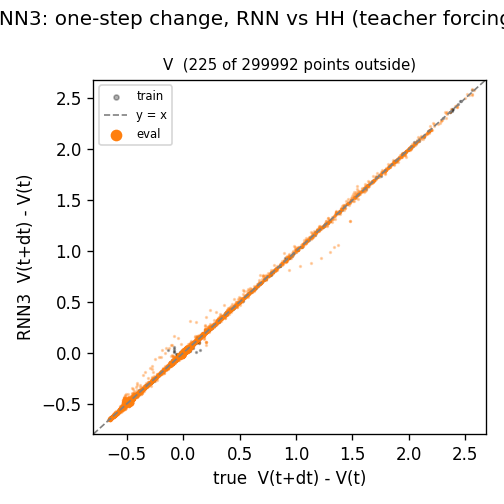 NN3: one-step change, RNN vs HH (teacher forcing
V  (225 of 299992 points outside)
train
y = x
eval
2.5
2.0
1.5
1.0
0.5
0.0
−0.5
RNN3  V(t+dt) - V(t)
−0.5 0.0 0.5 1.0 1.5 2.0 2.5
true  V(t+dt) - V(t)